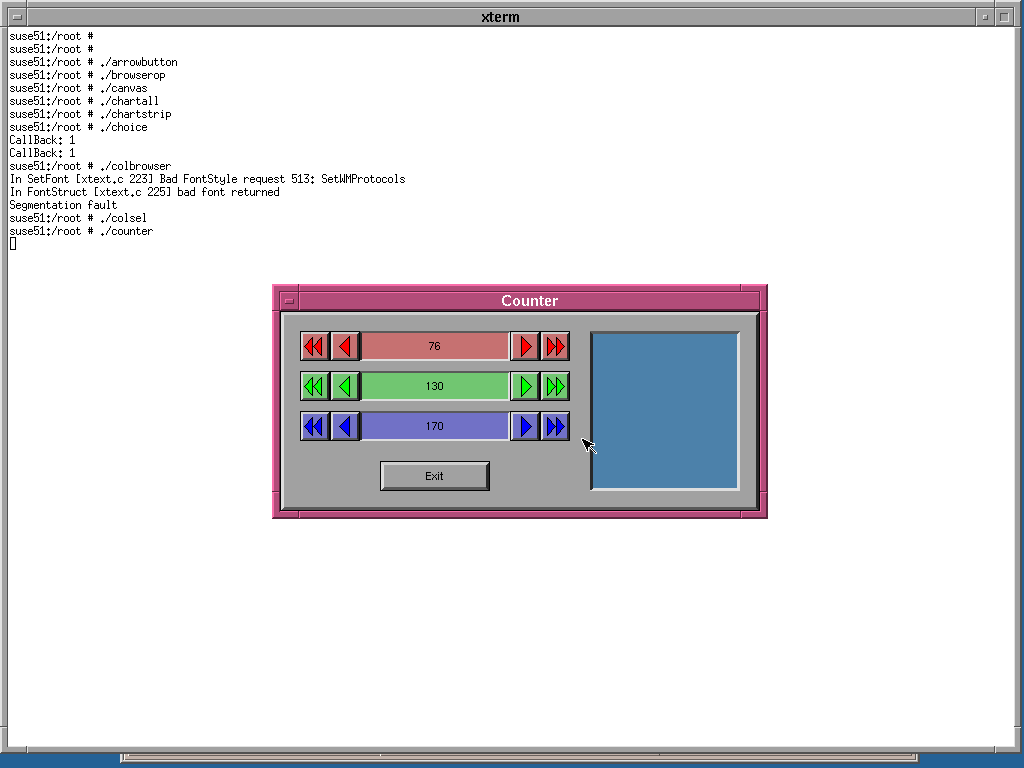 xterm
suse51:/root #
suse51:/root #
suse51:/root # ./arrowbutton
suse51:/root # ./browserop
suse51:/root # ./canvas
suse51:/root # ./chartall
suse51:/root # ./chartstrip
suse51:/root # ./choice
CallBack: 1
CallBack: 1
suse51:/root # ./colbrowser
In SetFont [xtext.c 223] Bad FontStyle request 513: SetWMProtocols
In FontStruct [xtext.c 225] bad font returned
Segmentation fault
suse51:/root # ./colsel
suse51:/root # ./counter
Counter
76
130
170
Exit